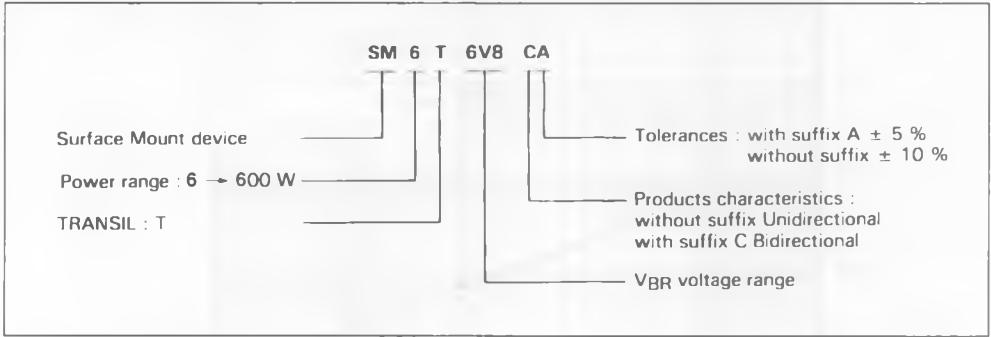 SM 6 T 6V8 CA
Surface Mount device
Power range : 6 → 600 W
TRANSIL : T
Tolerances : with suffix A ± 5 %
without suffix ± 10 %
Products characteristics :
without suffix Unidirectional
with suffix C Bidirectional
VBR voltage range